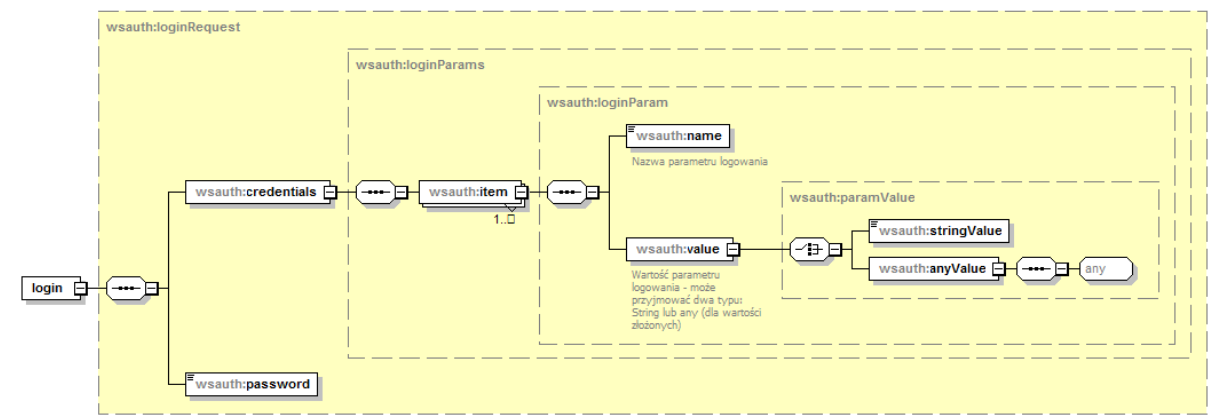 wsauth:loginRequest
wsauth:loginParams
wsauth:loginParam
wsauth:name
Nazwa parametru logowania
wsauth:credentials
wsauth:item
1..
wsauth:paramValue
wsauth:stringValue
wsauth:value
wsauth:anyValue
any
Wartość parametru
logowania - może
przyjmować dwa typu:
String lub any (dla wartości
złożonych)
login
wsauth:password